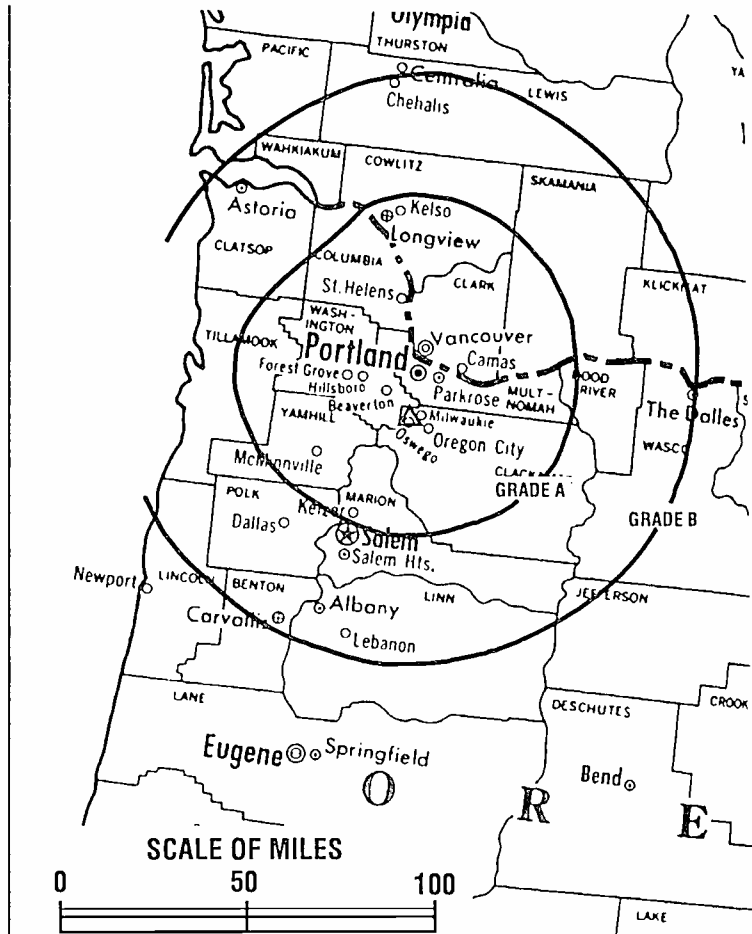 Olympia
THURSTON
PACIFIC
YA
Centralia
LEWIS
Chehalis
WAHKIAKUM
COWLITZ
SKAMANIA
Astoria
Kelso
Longview
CLATSOP
COLUMBIA
KLICKITAT
St. Helens
CLARK
WASH-
INGTON
TILLAMOOK
Vancouver
Portland
Camas
Forest Grove
HOOD
RIVER
Hillsboro
Parkrose
MULT-
NOMAH
Beaverton
The Dalles
YAMHILL
Milwaukie
Oswego
Oregon City
WASCO
McMinnville
GRADE A
POLK
MARION
Keizer
GRADE B
Dallas
Salem
Salem Hts.
Newport
LINCOLN
BENTON
LINN
JEFFERSON
Albany
Carvallis
Lebanon
LANE
DESCHUTES
CROOK
Eugene
Springfield
Bend
O R E
SCALE OF MILES
0 50 100
LAKE